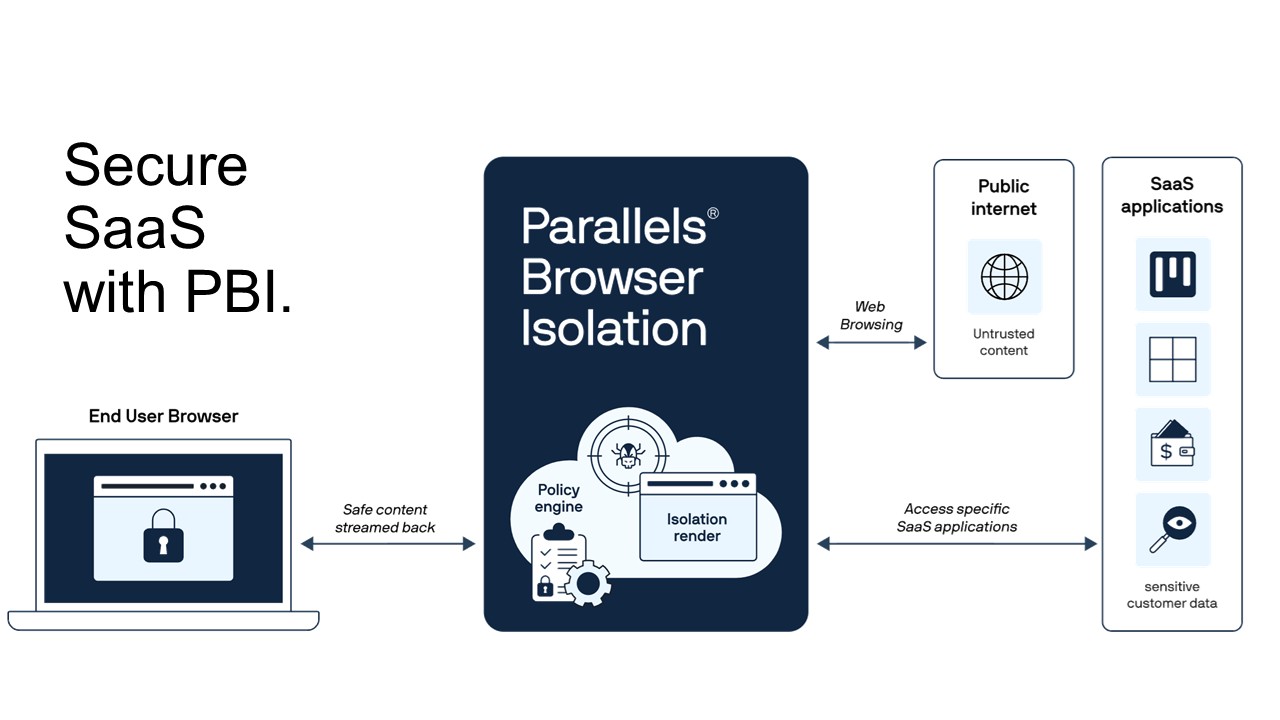 Secure
SaaS
with PBI.
End User Browser
Safe content
streamed back
Parallels®
Browser
Isolation
Policy
engine
Isolation
render
Web
Browsing
Access specific
SaaS applications
Public
internet
Untrusted
content
SaaS
applications
$
sensitive
customer data